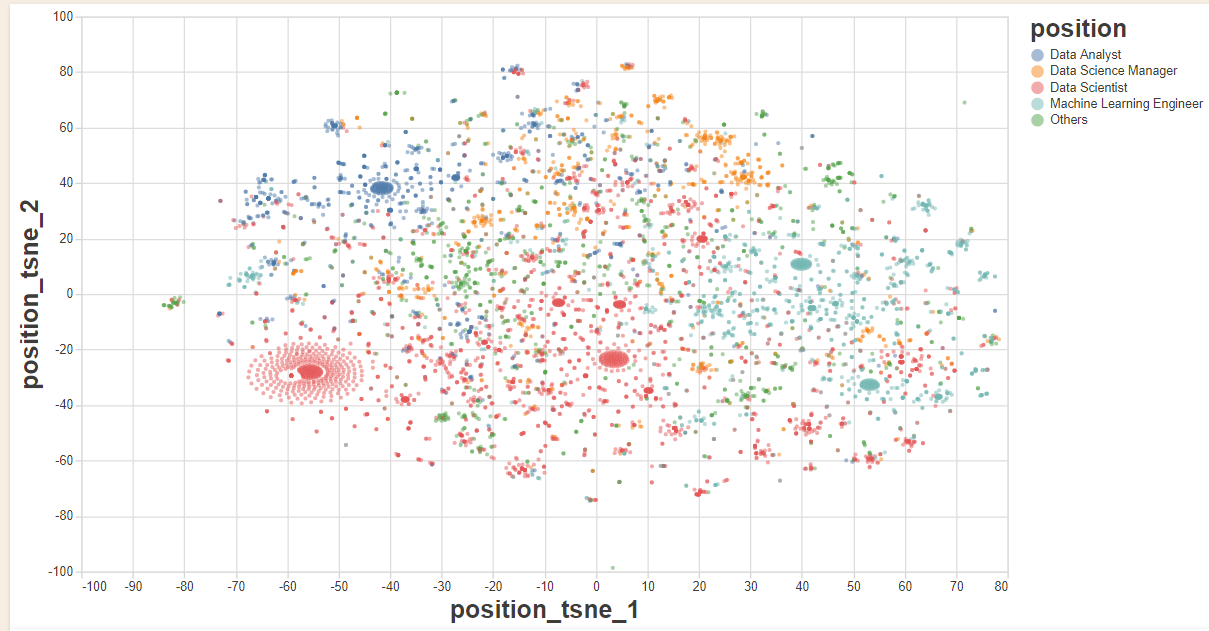 position_tsne_2
100
80
60
40
20
0
-20
-40
-60
-80
-100
-100 -90 -80 -70 -60 -50 -40 -30 -20 -10 0 10 20 30 40 50 60 70 80
position_tsne_1
position
Data Analyst
Data Science Manager
Data Scientist
Machine Learning Engineer
Others